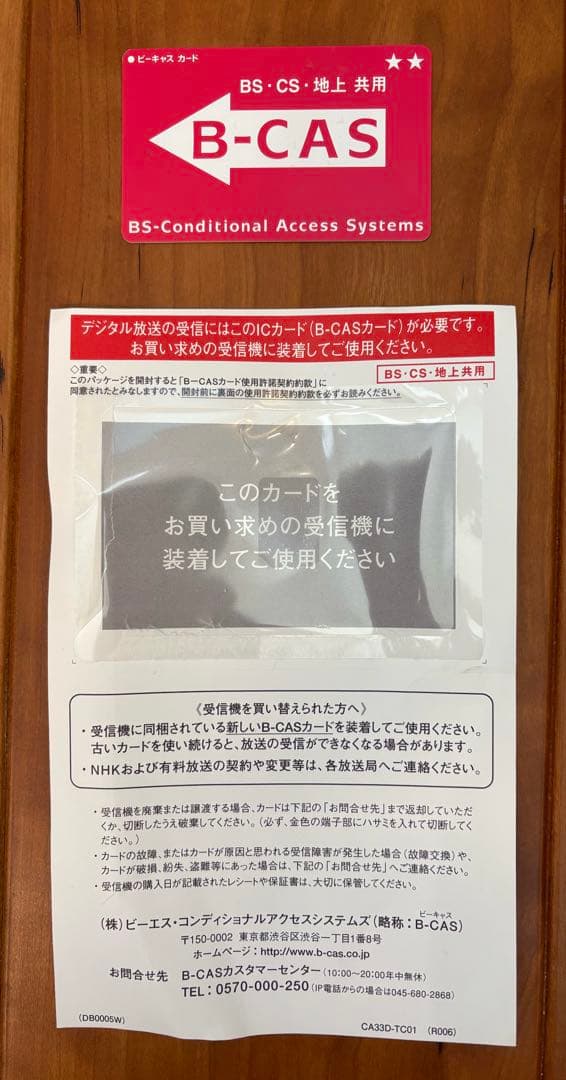 ● ビーキャス カード ★★
BS・CS・地上 共用
B-CAS
BS-Conditional Access Systems
デジタル放送の受信にはこのICカード(B-CASカード)が必要です。
お買い求めの受信機に装着してご使用ください。
◇重要◇
このパッケージを開封すると「B-CASカード使用許諾契約約款」に
同意されたとみなしますので、開封前に裏面の使用許諾契約約款を必ずお読みください。
BS・CS・地上共用
このカードを
お買い求めの受信機に
装着してご使用ください
《受信機を買い替えられた方へ》
・受信機に同梱されている新しいB-CASカードを装着してご使用ください。
古いカードを使い続けると、放送の受信ができなくなる場合があります。
・NHKおよび有料放送の契約や変更等は、各放送局へご連絡ください。
・受信機を廃棄または譲渡する場合、カードは下記の「お問合せ先」まで返却していただ
くか、切断したうえ破棄してください。(必ず、金色の端子部にハサミを入れて切断してく
ださい。)
・カードの故障、またはカードが原因と思われる受信障害が発生した場合(故障交換)や、
カードが破損、紛失、盗難等にあった場合は、下記の「お問合せ先」へご連絡ください。
・受信機の購入日が記載されたレシートや保証書は、大切に保管してください。
(株)ビーエス・コンディショナルアクセスシステムズ(略称:B-CAS)
ビーキャス
〒150-0002 東京都渋谷区渋谷一丁目1番8号
ホームページ:http://www.b-cas.co.jp
お問合せ先 B-CASカスタマーセンター(10:00~20:00年中無休)
TEL:0570-000-250(IP電話からの場合は045-680-2868)
(DB0005W)
CA33D-TC01 (R006)